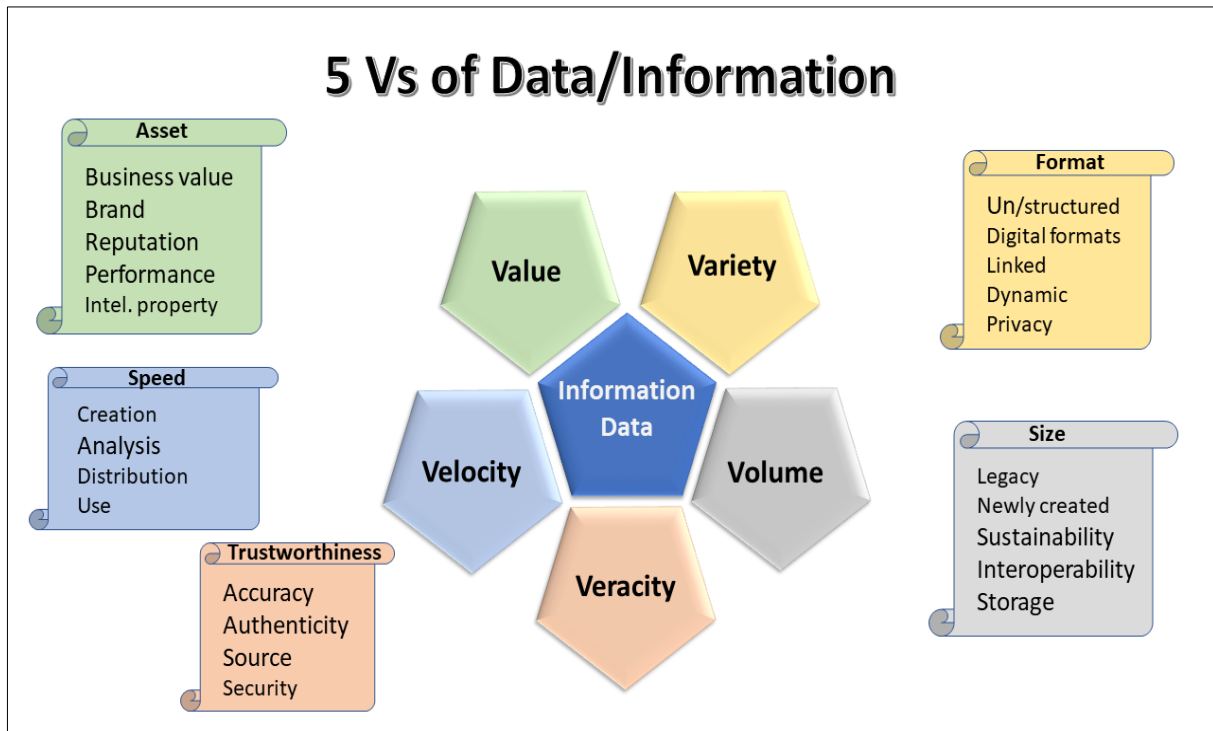 5 Vs of Data/Information
Asset
Business value
Brand
Reputation
Performance
Intel. property
Speed
Creation
Analysis
Distribution
Use
Trustworthiness
Accuracy
Authenticity
Source
Security
Value
Variety
Information
Data
Velocity
Volume
Veracity
Format
Un/structured
Digital formats
Linked
Dynamic
Privacy
Size
Legacy
Newly created
Sustainability
Interoperability
Storage